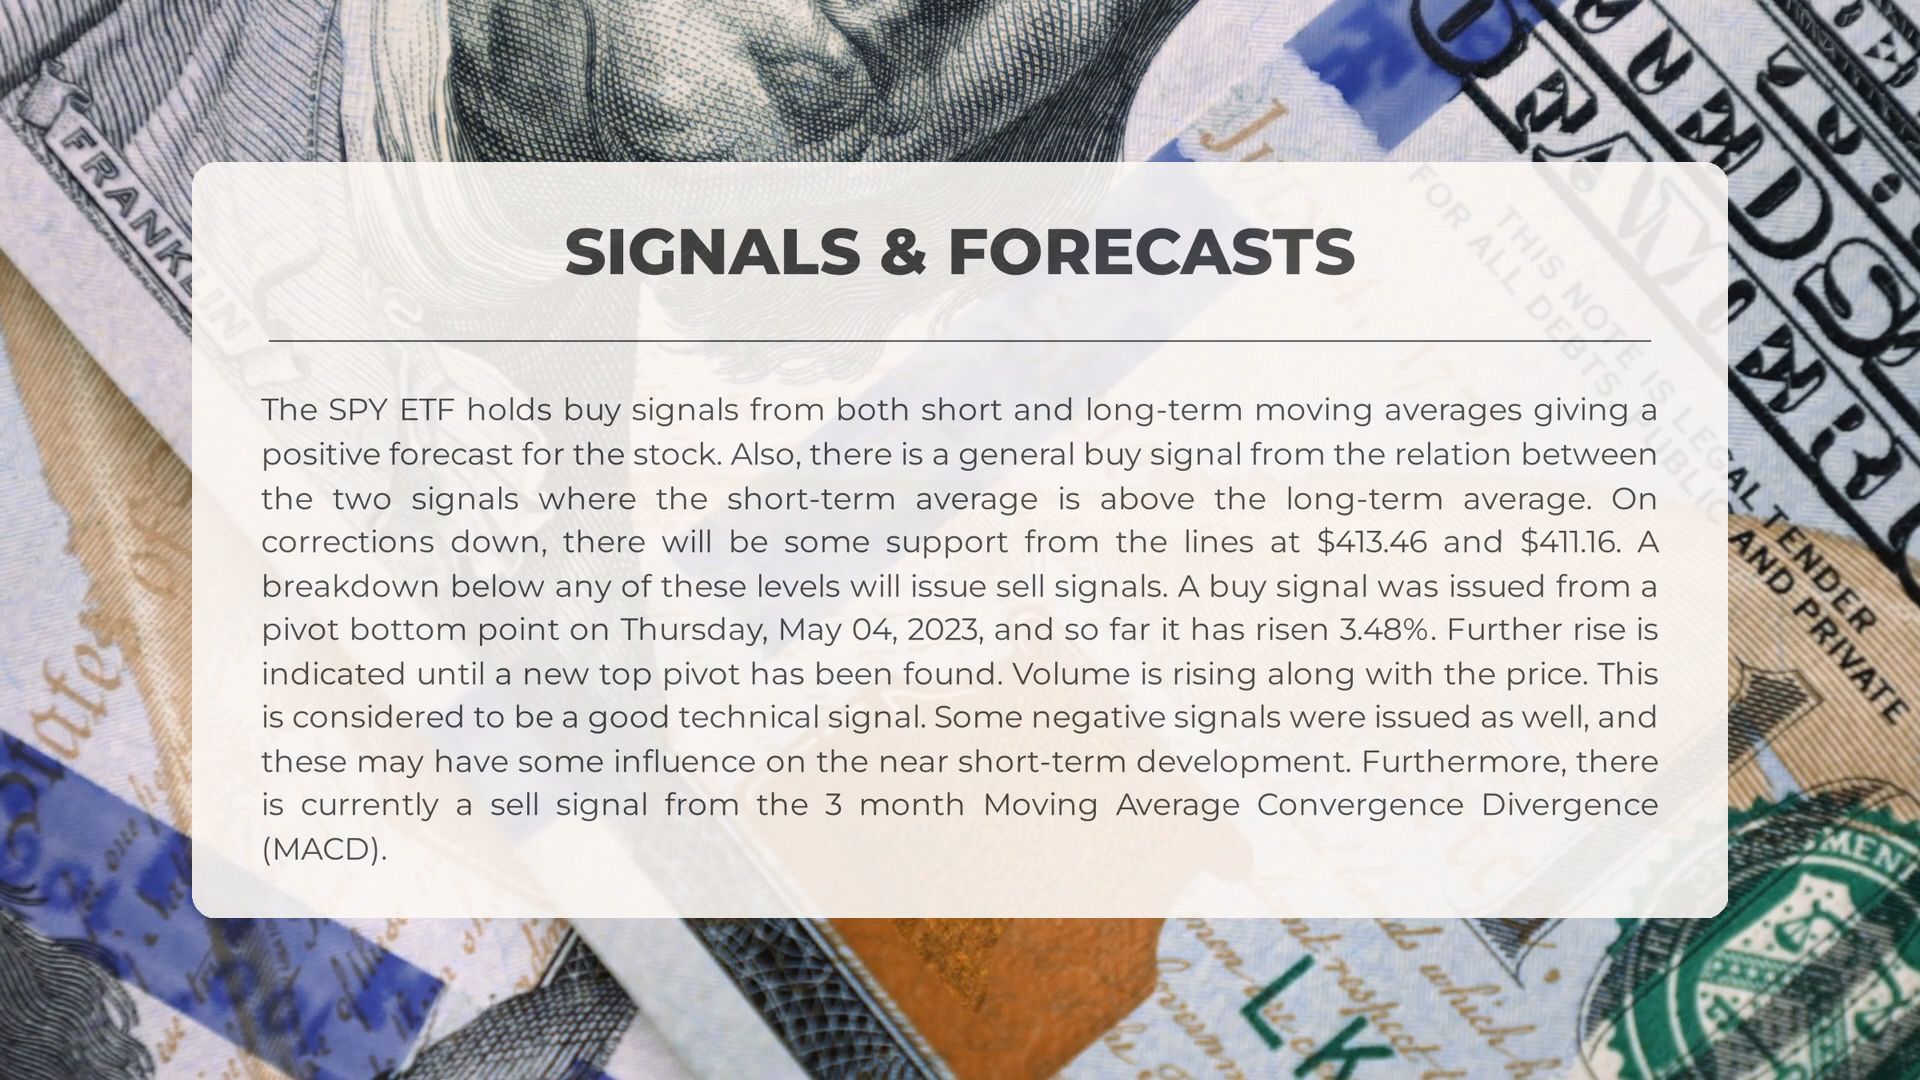 FRANKLIN
JULY 4, 177
THIS NOTE IS LEGAL TENDER
FOR ALL DEBTS, PUBLIC AND PRIVATE
SIGNALS & FORECASTS
The SPY ETF holds buy signals from both short and long-term moving averages giving a
positive forecast for the stock. Also, there is a general buy signal from the relation between
the two signals where the short-term average is above the long-term average. On
corrections down, there will be some support from the lines at $413.46 and $411.16. A
breakdown below any of these levels will issue sell signals. A buy signal was issued from a
pivot bottom point on Thursday, May 04, 2023, and so far it has risen 3.48%. Further rise is
indicated until a new top pivot has been found. Volume is rising along with the price. This
is considered to be a good technical signal. Some negative signals were issued as well, and
these may have some influence on the near short-term development. Furthermore, there
is currently a sell signal from the 3 month Moving Average Convergence Divergence
(MACD).
LK